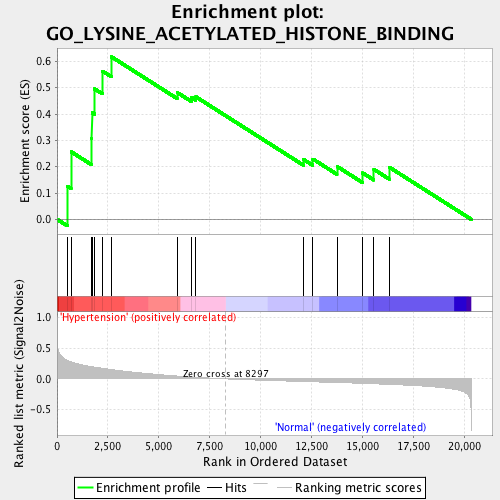 Enrichment plot:
GO_LYSINE_ACETYLATED_HISTONE_BINDING
Enrichment score (ES)
0.6
0.5
0.4
0.3
0.2
0.1
0.0
Ranked list metric (Signal2Noise)
1.0
0.5
0.0
-0.5
'Hypertension' (positively correlated)
Zero cross at 8297
'Normal' (negatively correlated)
0 2,500 5,000 7,500 10,000 12,500 15,000 17,500 20,000
Rank in Ordered Dataset
Enrichment profile Hits Ranking metric scores